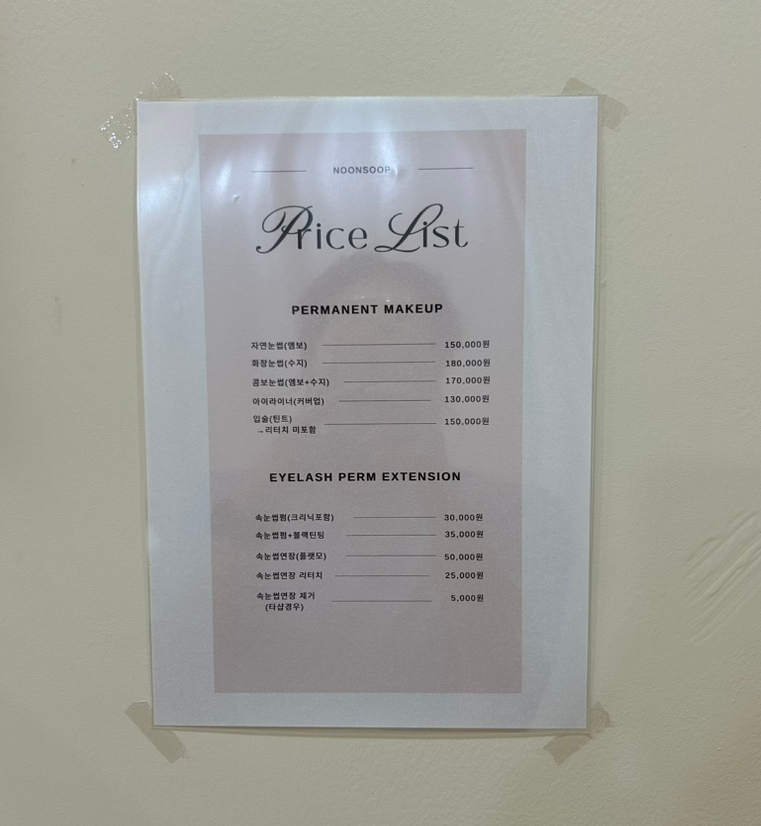 NOONSOOP
Price List
PERMANENT MAKEUP
자연눈썹(엠보) 150,000원
화장눈썹(수지) 180,000원
콤보눈썹(엠보+수지) 170,000원
아이라이너(커버업) 130,000원
입술(틴트) 150,000원
→리터치 미포함
EYELASH PERM EXTENSION
속눈썹펌(크리닉포함) 30,000원
속눈썹펌+블랙틴팅 35,000원
속눈썹연장(플랫모) 50,000원
속눈썹연장 리터치 25,000원
속눈썹연장 제거 5,000원
(타샵경우)